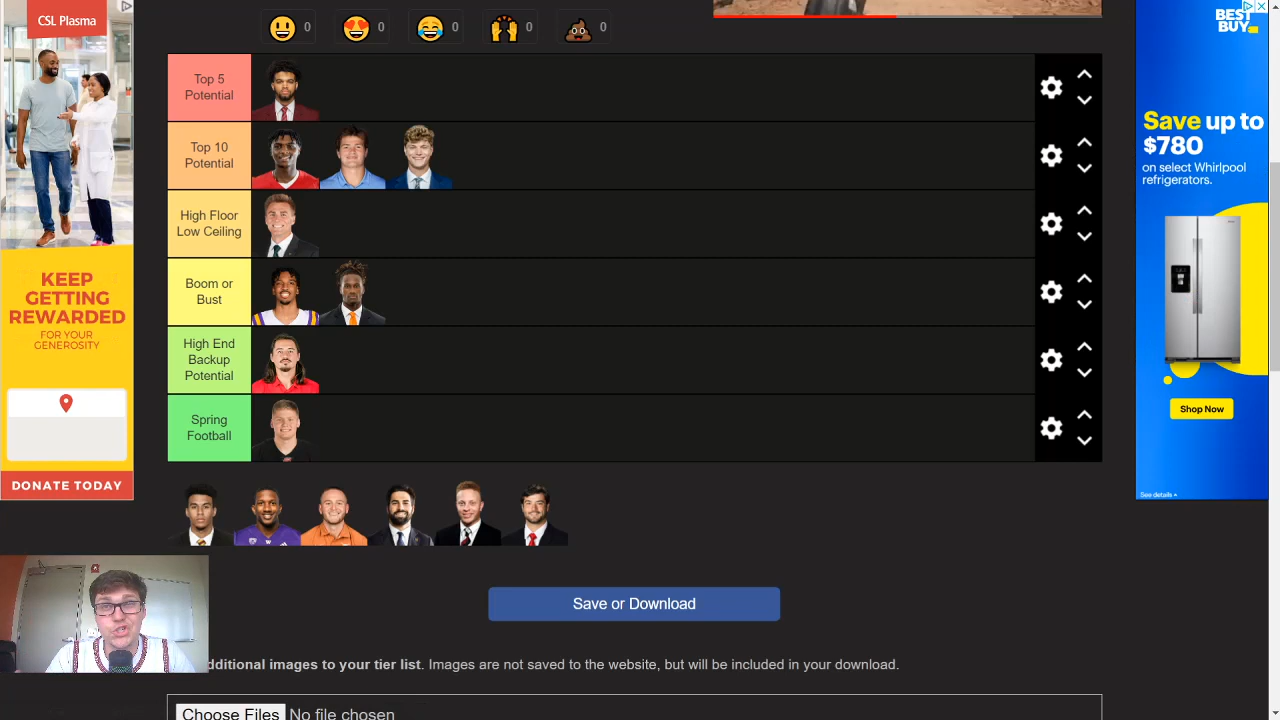 CSL Plasma
KEEP
GETTING
REWARDED
FOR YOUR
GENEROSITY
DONATE TODAY
0
0
0
0
0
Top 5
Potential
Top 10
Potential
High Floor
Low Ceiling
Boom or
Bust
High End
Backup
Potential
Spring
Football
Save or Download
dditional images to your tier list. Images are not saved to the website, but will be included in your download.
Choose Files No file chosen
BEST
BUY
Save up to
$780
on select Whirlpool
refrigerators.
Shop Now
See details